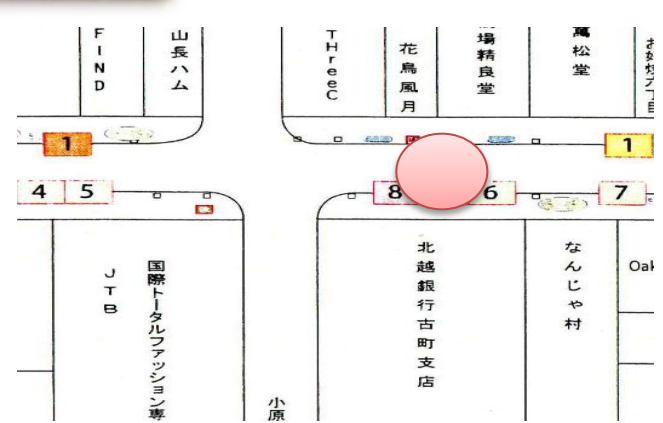 FIND
山長ハム
THreeC
花鳥風月
場精良堂
萬松堂
1
1
4
5
8
6
7
JTB
国際トータルファッション専
北越銀行古町支店
なんじゃ村
Oak
小原